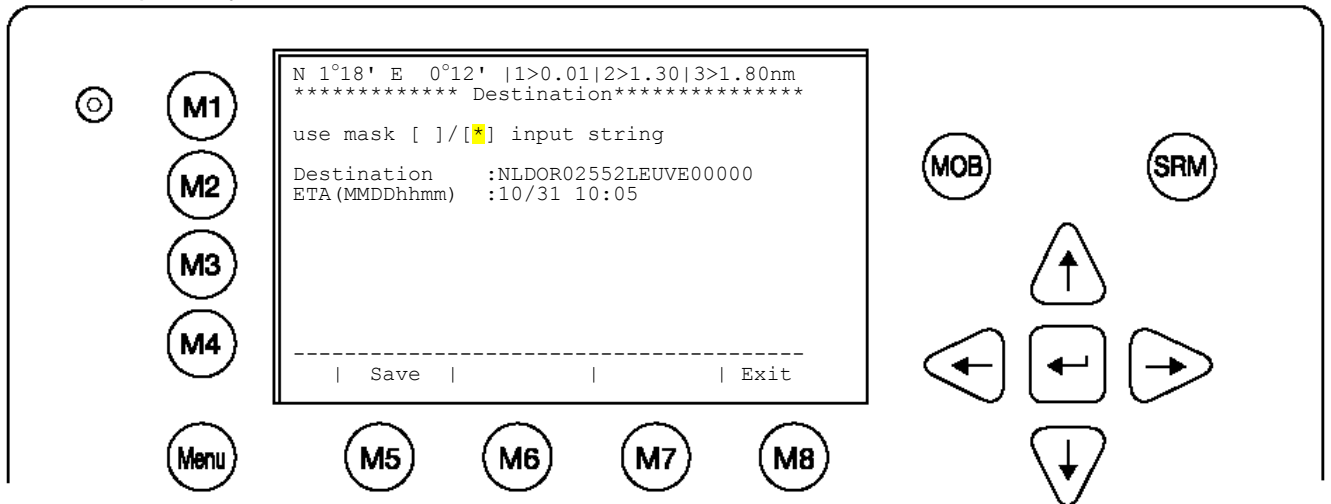 N 1°18' E 0°12' |1>0.01|2>1.30|3>1.80nm
************* Destination***************
use mask [ ]/[*] input string
Destination :NLDOR02552LEUVE00000
ETA(MMDDhhmm) :10/31 10:05
----------------------------------------
| Save | | | Exit
M1
M2
M3
M4
Menu
M5
M6
M7
M8
MOB
SRM